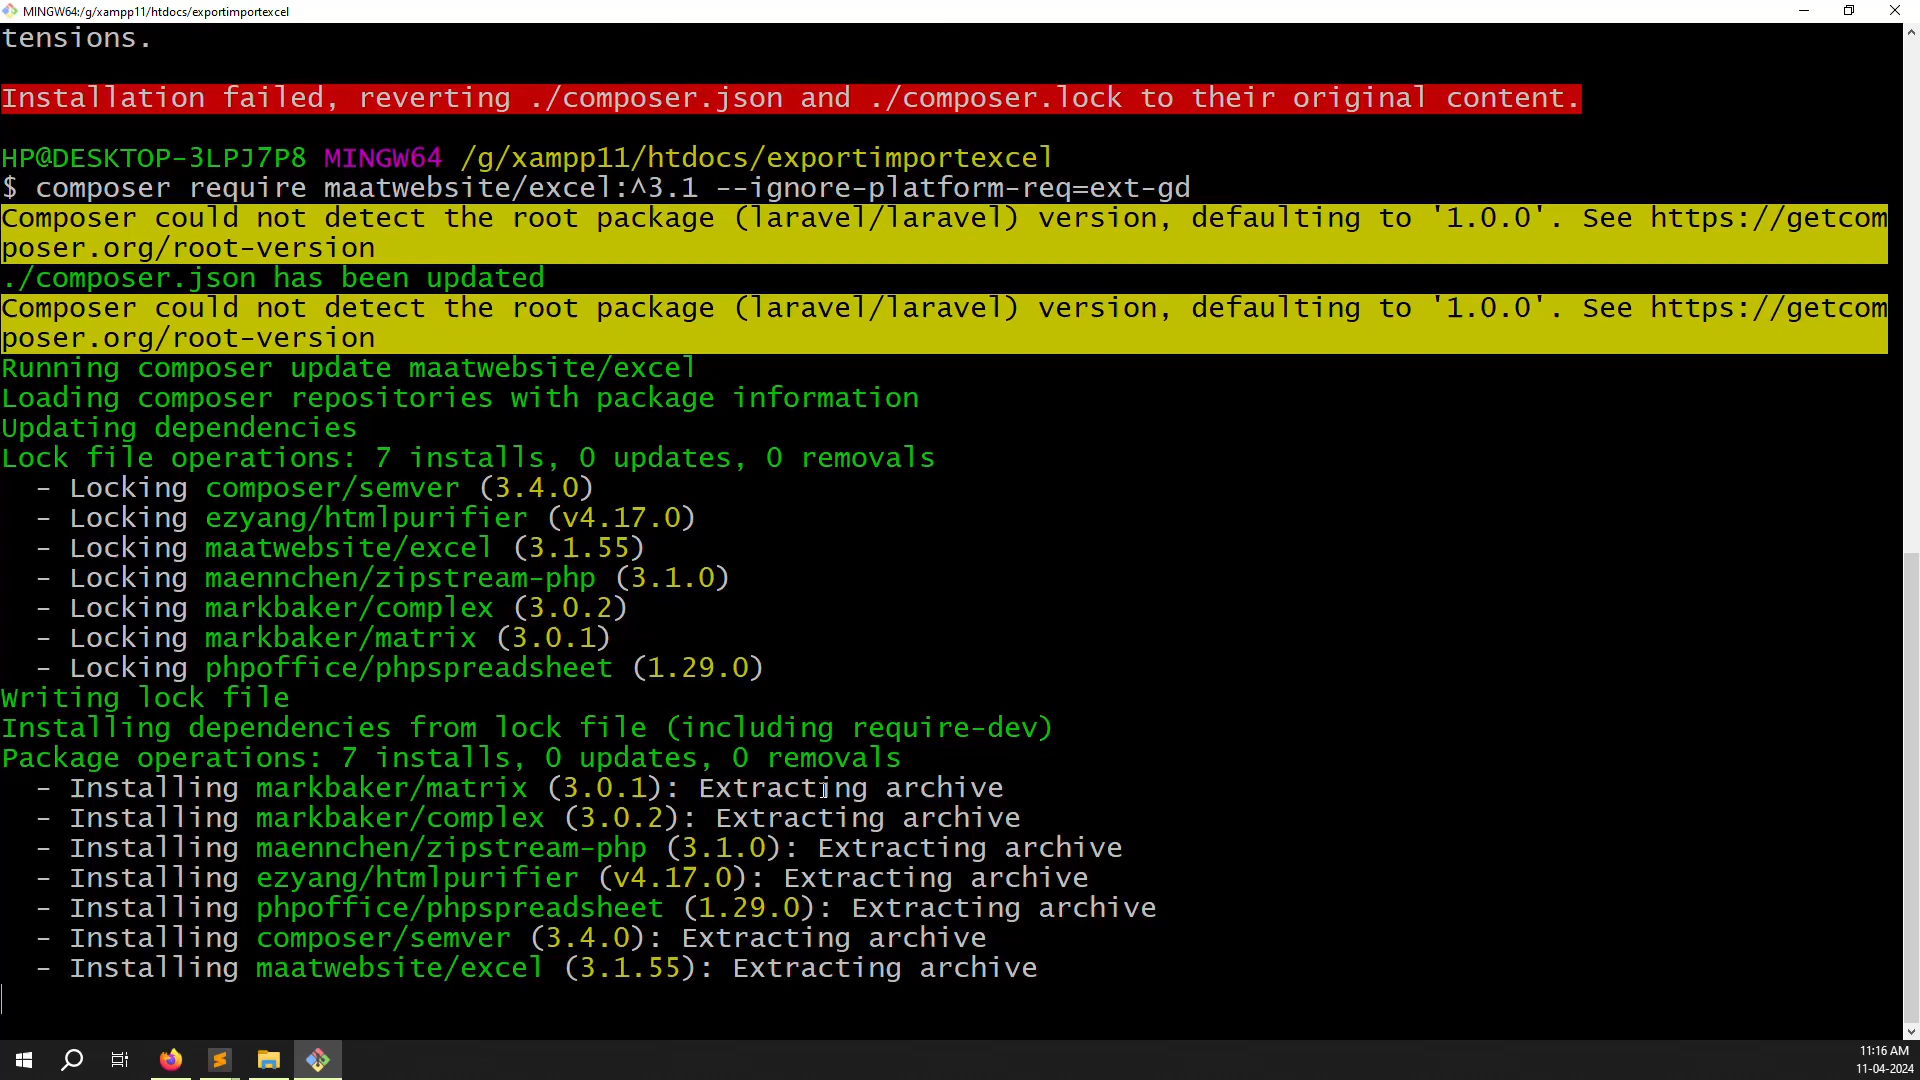 MINGW64:/g/xampp11/htdocs/exportimportexcel
tensions.
Installation failed, reverting ./composer.json and ./composer.lock to their original content.
HP@DESKTOP-3LPJ7P8 MINGW64 /g/xampp11/htdocs/exportimportexcel
$ composer require maatwebsite/excel:^3.1 --ignore-platform-req=ext-gd
Composer could not detect the root package (laravel/laravel) version, defaulting to '1.0.0'. See https://getcom
poser.org/root-version
./composer.json has been updated
Composer could not detect the root package (laravel/laravel) version, defaulting to '1.0.0'. See https://getcom
poser.org/root-version
Running composer update maatwebsite/excel
Loading composer repositories with package information
Updating dependencies
Lock file operations: 7 installs, 0 updates, 0 removals
  - Locking composer/semver (3.4.0)
  - Locking ezyang/htmlpurifier (v4.17.0)
  - Locking maatwebsite/excel (3.1.55)
  - Locking maennchen/zipstream-php (3.1.0)
  - Locking markbaker/complex (3.0.2)
  - Locking markbaker/matrix (3.0.1)
  - Locking phpoffice/phpspreadsheet (1.29.0)
Writing lock file
Installing dependencies from lock file (including require-dev)
Package operations: 7 installs, 0 updates, 0 removals
  - Installing markbaker/matrix (3.0.1): Extracting archive
  - Installing markbaker/complex (3.0.2): Extracting archive
  - Installing maennchen/zipstream-php (3.1.0): Extracting archive
  - Installing ezyang/htmlpurifier (v4.17.0): Extracting archive
  - Installing phpoffice/phpspreadsheet (1.29.0): Extracting archive
  - Installing composer/semver (3.4.0): Extracting archive
  - Installing maatwebsite/excel (3.1.55): Extracting archive
11:16 AM
11-04-2024